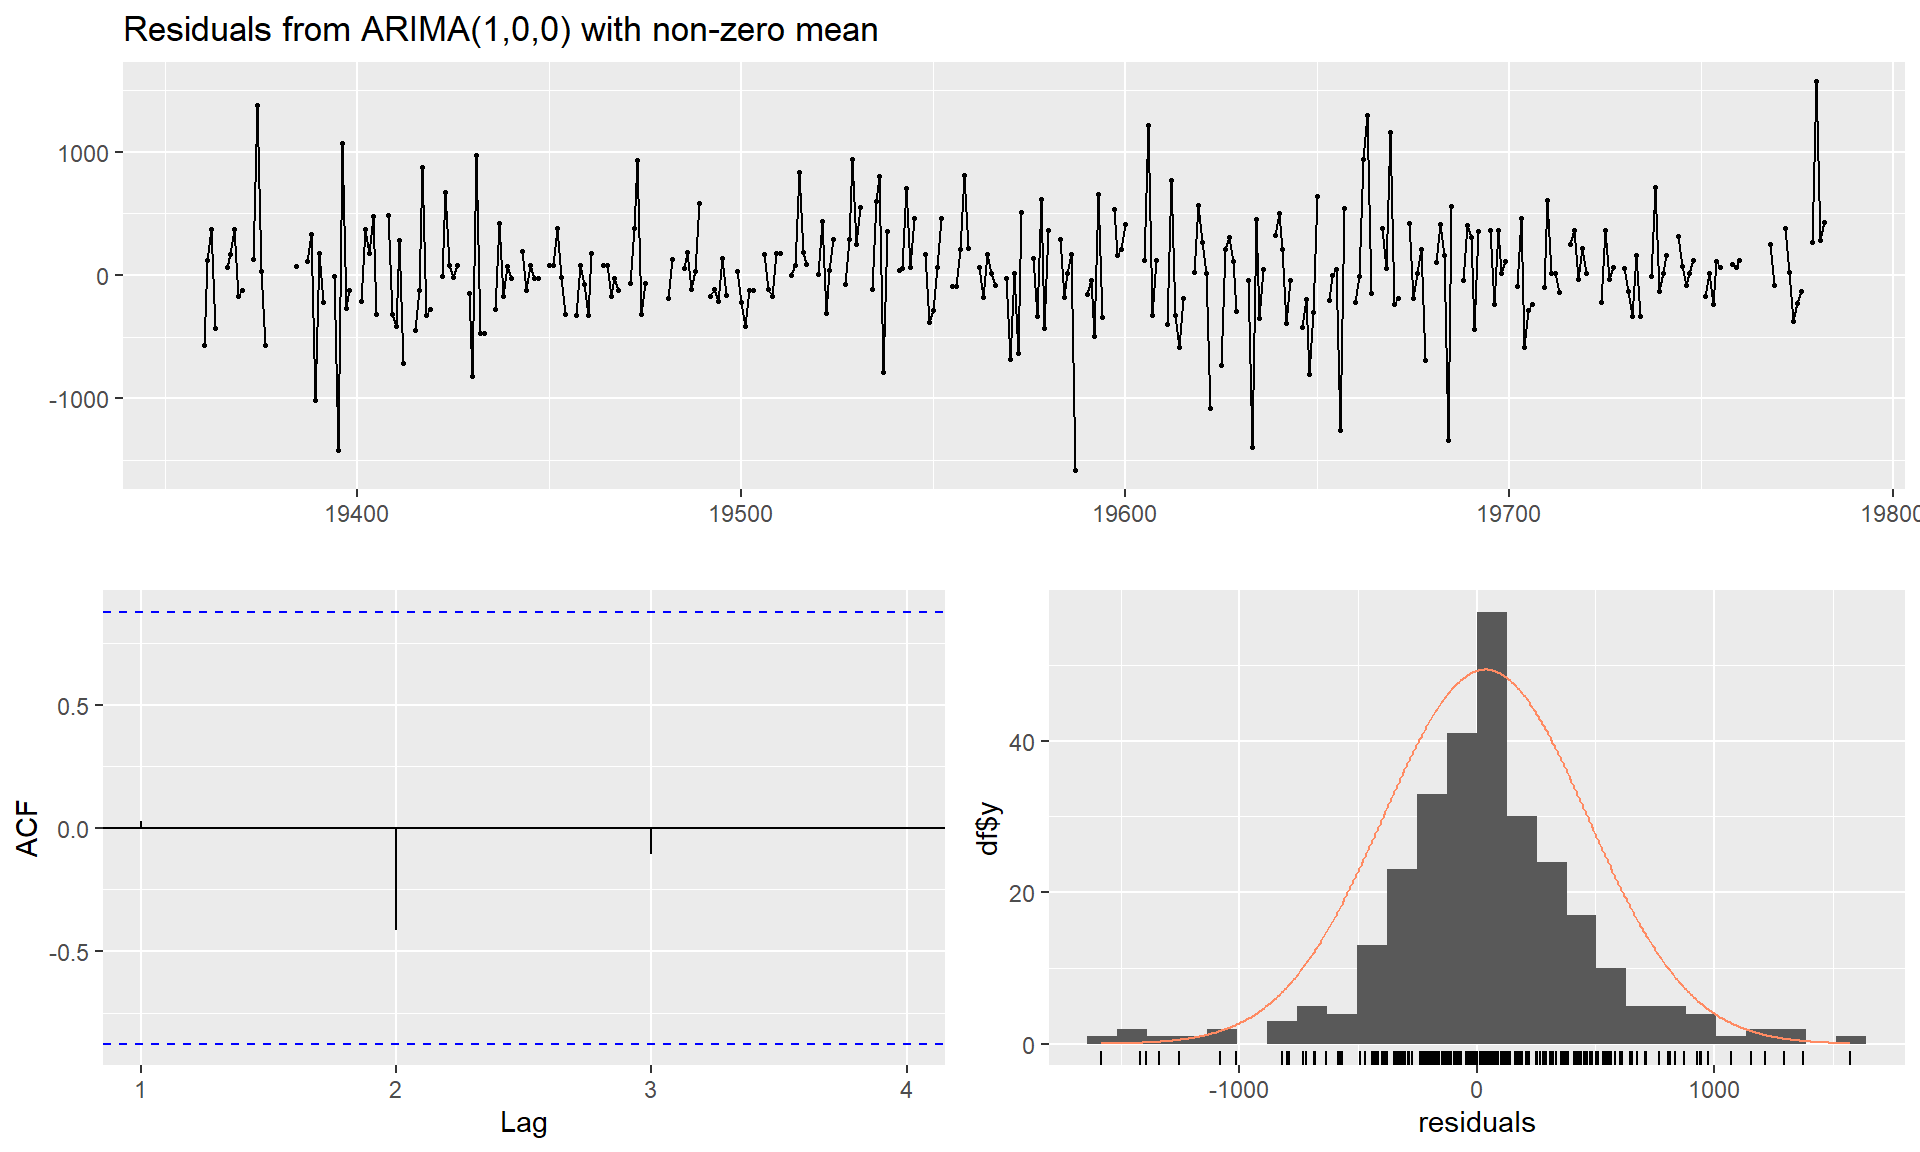 Residuals from ARIMA(1,0,0) with non-zero mean
1000
0
-1000
19400 19500 19600 19700 19800
ACF
0.5
0.0
-0.5
1 2 3 4
Lag
df$y
40
20
0
-1000 0 1000
residuals